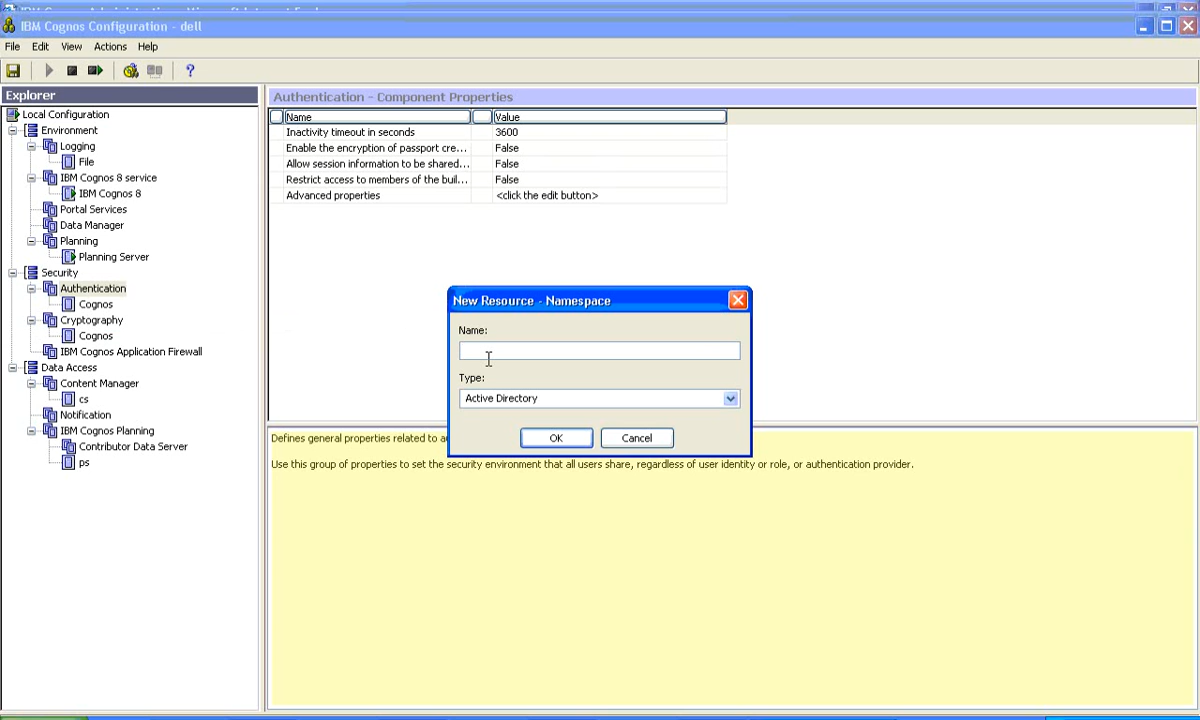 IBM Cognos Configuration - dell
File Edit View Actions Help
Explorer
Local Configuration
Environment
Logging
File
IBM Cognos 8 service
IBM Cognos 8
Portal Services
Data Manager
Planning
Planning Server
Security
Authentication
Cognos
Cryptography
Cognos
IBM Cognos Application Firewall
Data Access
Content Manager
cs
Notification
IBM Cognos Planning
Contributor Data Server
ps
Authentication - Component Properties
Name Value
Inactivity timeout in seconds 3600
Enable the encryption of passport cre... False
Allow session information to be shared... False
Restrict access to members of the buil... False
Advanced properties <click the edit button>
New Resource - Namespace
Name:
Type:
Active Directory
OK Cancel
Defines general properties related to
Use this group of properties to set the security environment that all users share, regardless of user identity or role, or authentication provider.